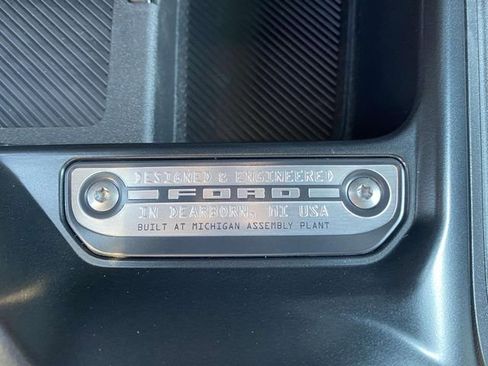 DESIGNED & ENGINEERED
FORD
IN DEARBORN, MI USA
BUILT AT MICHIGAN ASSEMBLY PLANT